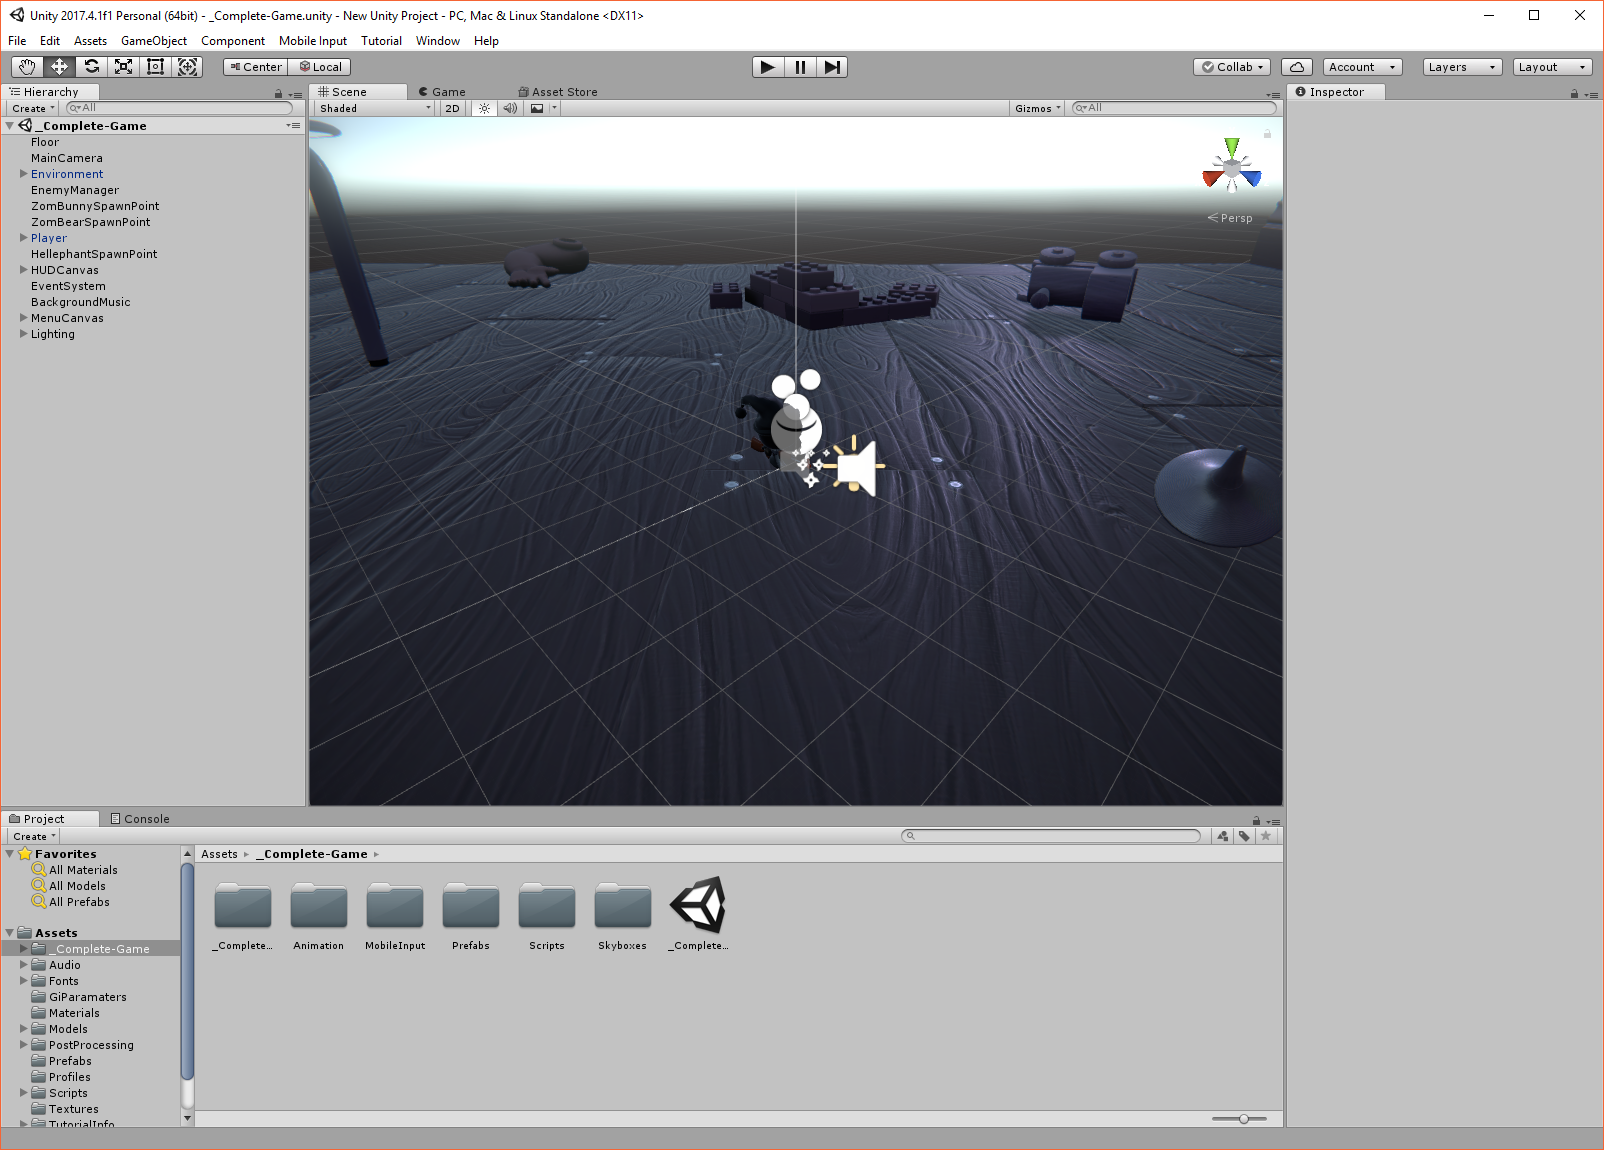 Unity 2017.4.1f1 Personal (64bit) - _Complete-Game.unity - New Unity Project - PC, Mac & Linux Standalone <DX11>
File Edit Assets GameObject Component Mobile Input Tutorial Window Help
Center Local Collab Account Layers Layout
Hierarchy
Create All
_Complete-Game
Floor
MainCamera
Environment
EnemyManager
ZomBunnySpawnPoint
ZomBearSpawnPoint
Player
HellephantSpawnPoint
HUDCanvas
EventSystem
BackgroundMusic
MenuCanvas
Lighting
Scene Game Asset Store
Shaded 2D Gizmos All
Persp
Inspector
Project Console
Create
Favorites
All Materials
All Models
All Prefabs
Assets
_Complete-Game
Audio
Fonts
GiParamaters
Materials
Models
PostProcessing
Prefabs
Profiles
Scripts
Textures
TutorialInfo
Assets _Complete-Game
_Complete... Animation MobileInput Prefabs Scripts Skyboxes _Complete...